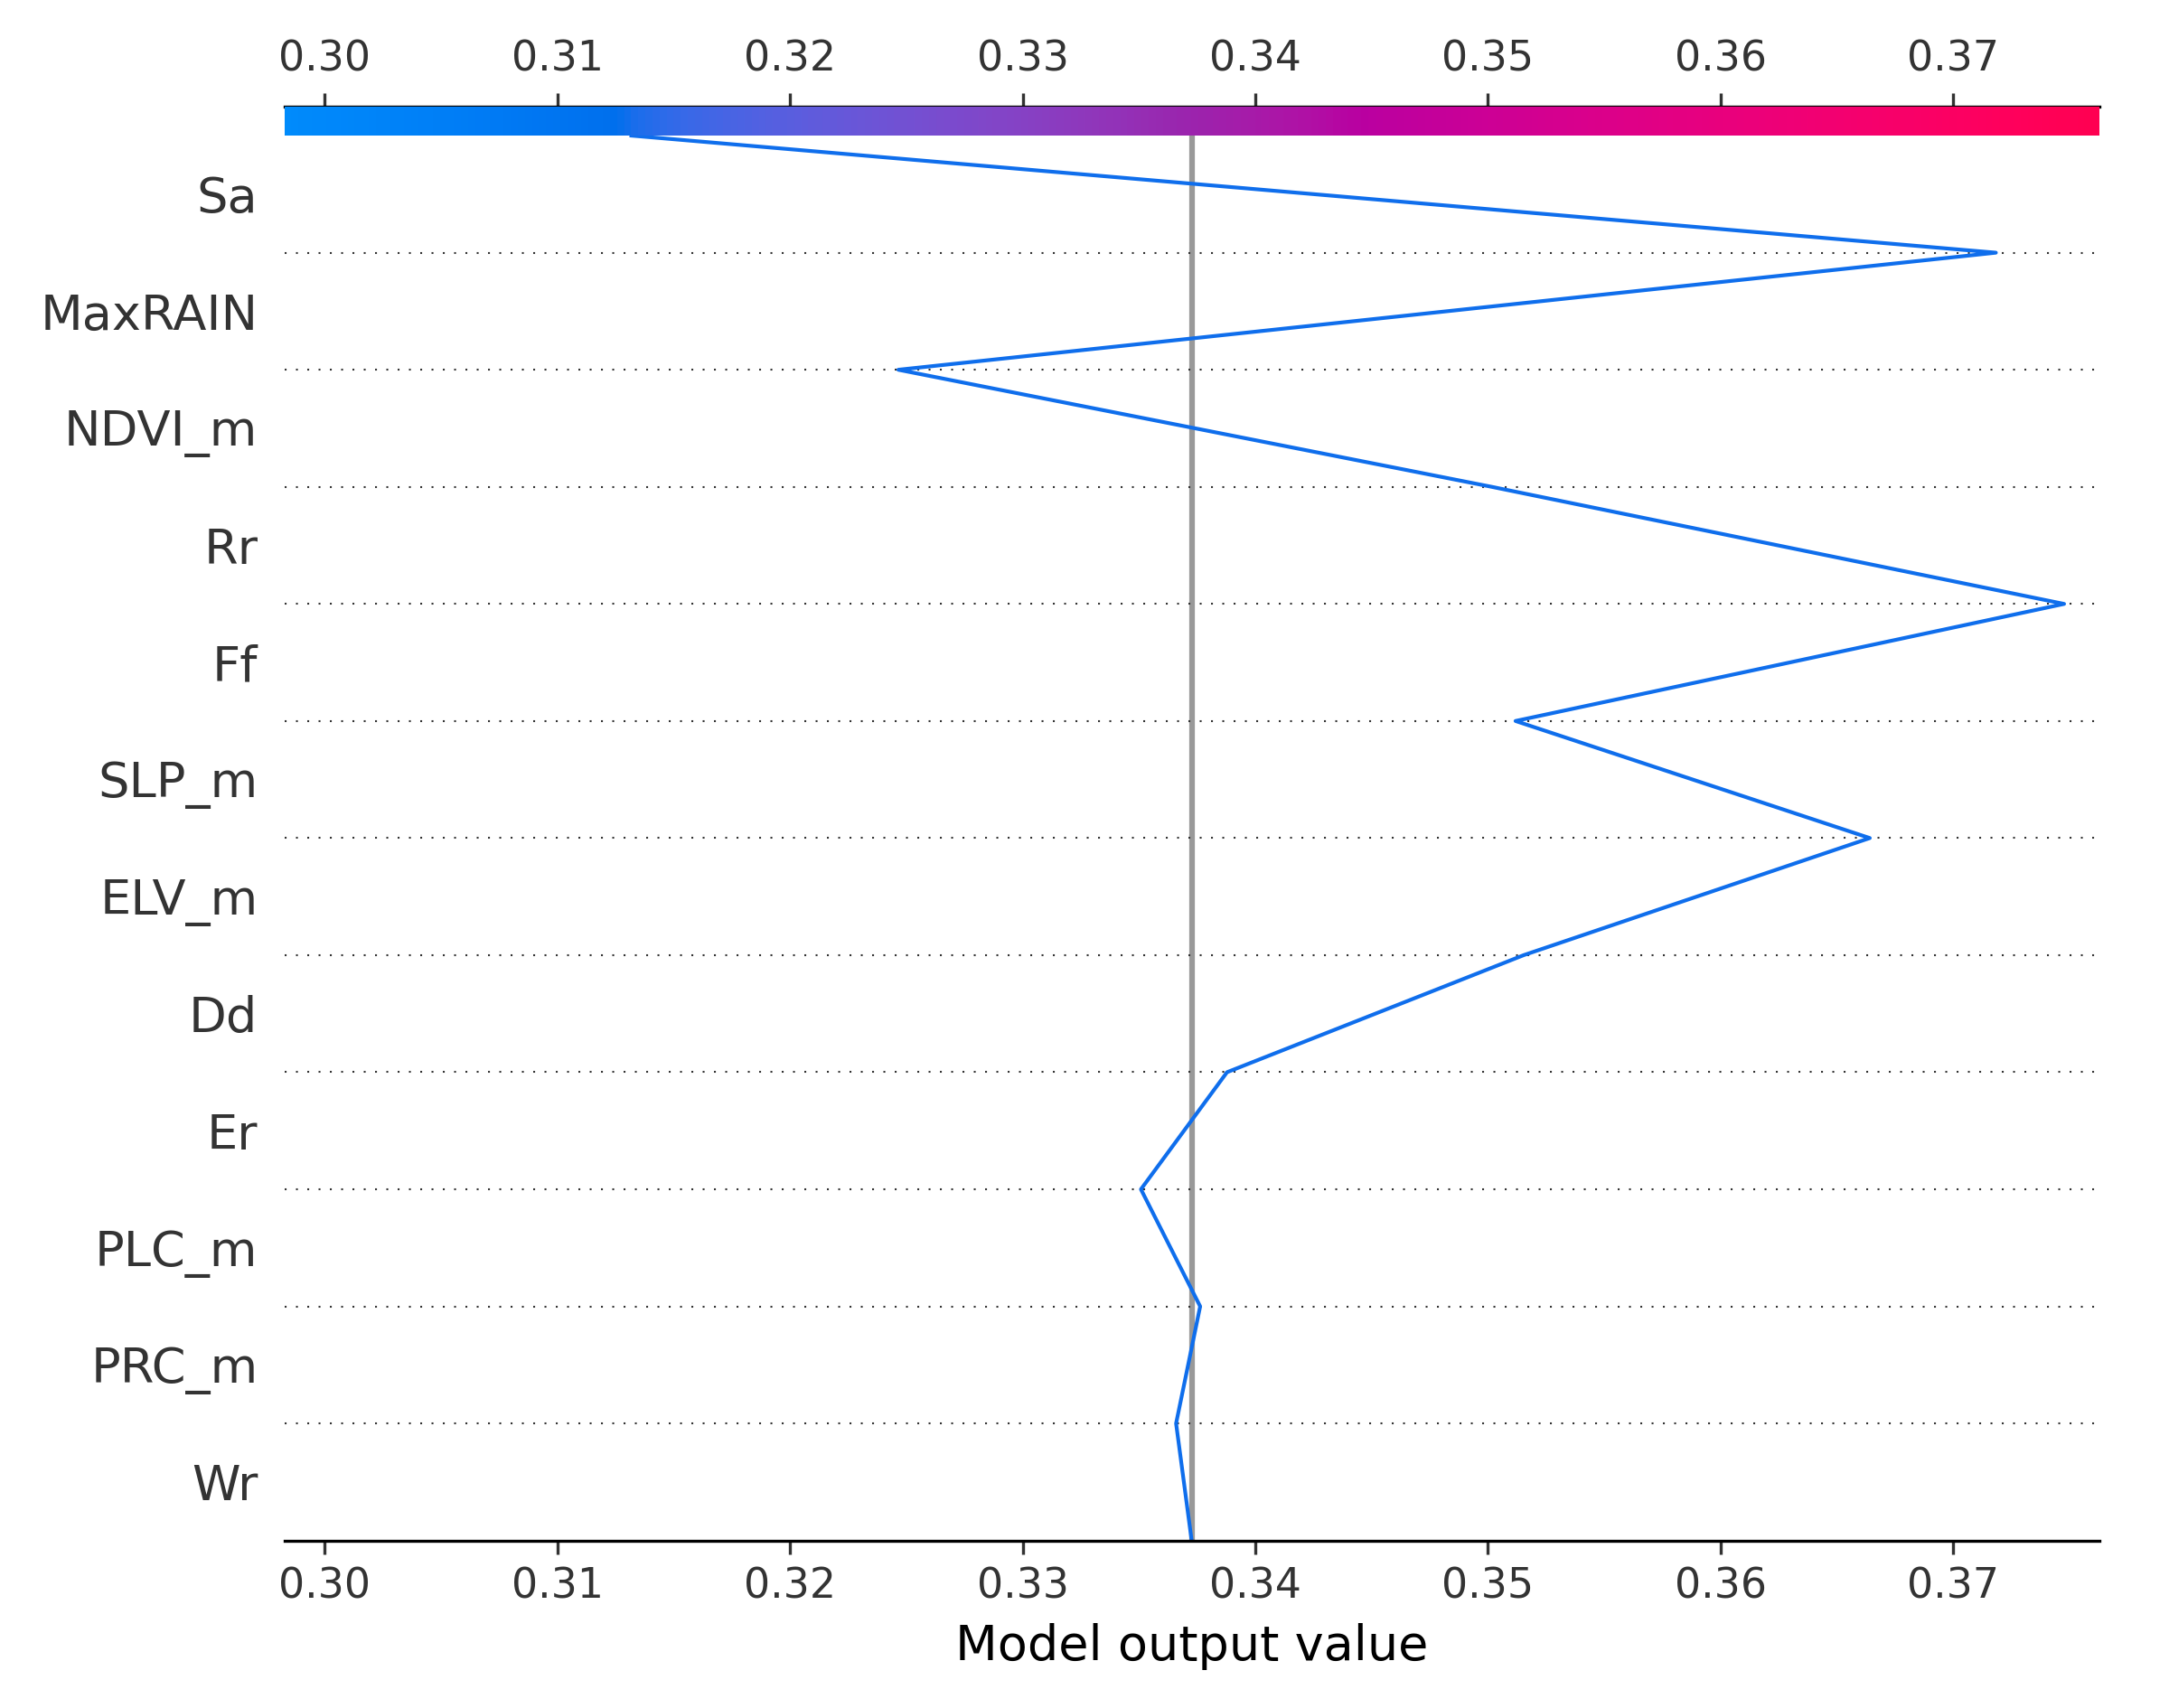 0.30 0.31 0.32 0.33 0.34 0.35 0.36 0.37
Sa
MaxRAIN
NDVI_m
Rr
Ff
SLP_m
ELV_m
Dd
Er
PLC_m
PRC_m
Wr
0.30 0.31 0.32 0.33 0.34 0.35 0.36 0.37
Model output value